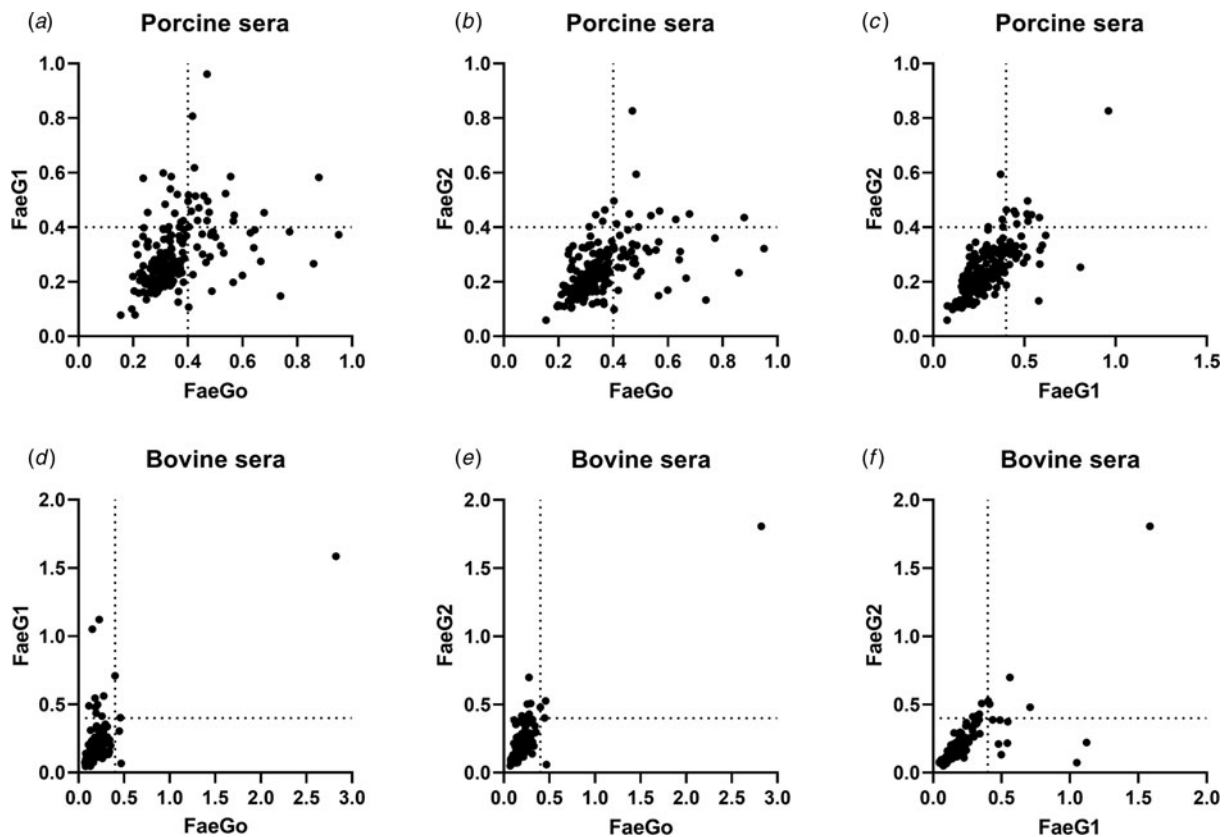 (a) Porcine sera
FaeG1
1.0
0.8
0.6
0.4
0.2
0.0
0.0 0.2 0.4 0.6 0.8 1.0
FaeGo
(b) Porcine sera
FaeG2
1.0
0.8
0.6
0.4
0.2
0.0
0.0 0.2 0.4 0.6 0.8 1.0
FaeGo
(c) Porcine sera
FaeG2
1.0
0.8
0.6
0.4
0.2
0.0
0.0 0.5 1.0 1.5
FaeG1
(d) Bovine sera
FaeG1
2.0
1.5
1.0
0.5
0.0
0.0 0.5 1.0 1.5 2.0 2.5 3.0
FaeGo
(e) Bovine sera
FaeG2
2.0
1.5
1.0
0.5
0.0
0.0 0.5 1.0 1.5 2.0 2.5 3.0
FaeGo
(f) Bovine sera
FaeG2
2.0
1.5
1.0
0.5
0.0
0.0 0.5 1.0 1.5 2.0
FaeG1